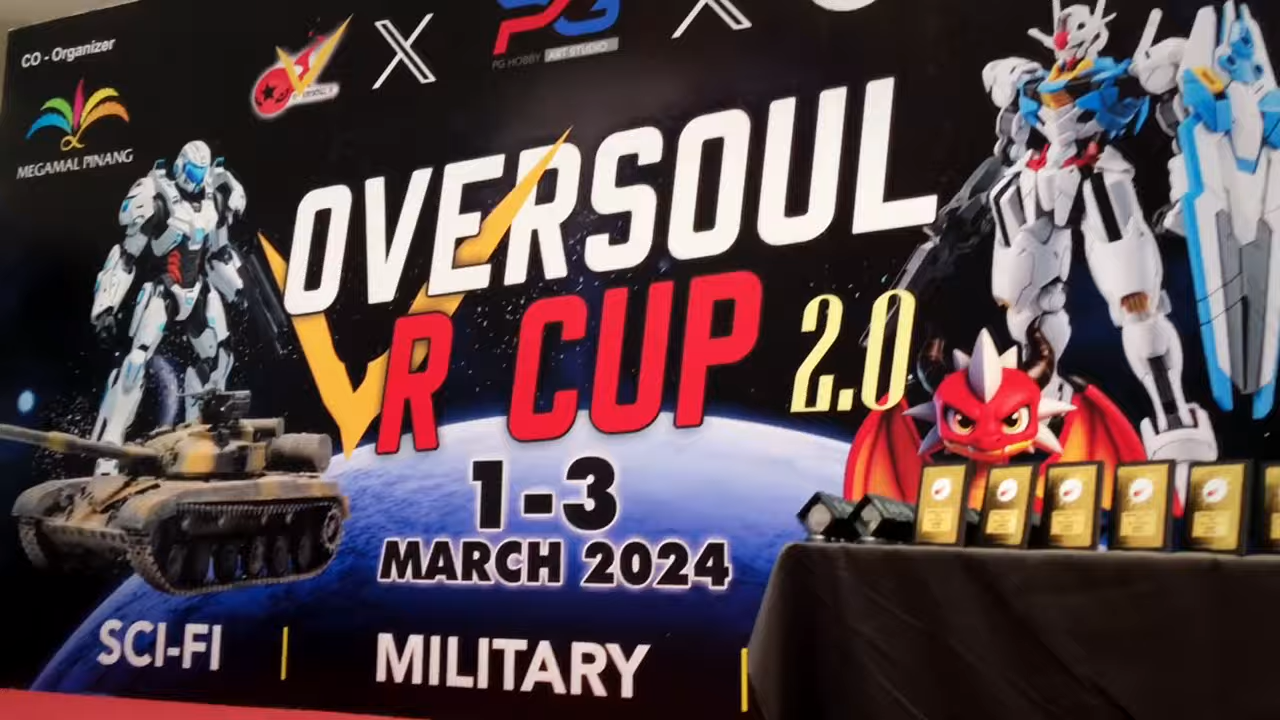 CO - Organizer
MEGAMAL PINANG
X
PG
X
PG HOBBY ART STUDIO
OVERSOUL
R CUP 2.0
1-3
MARCH 2024
SCI-FI | MILITARY |